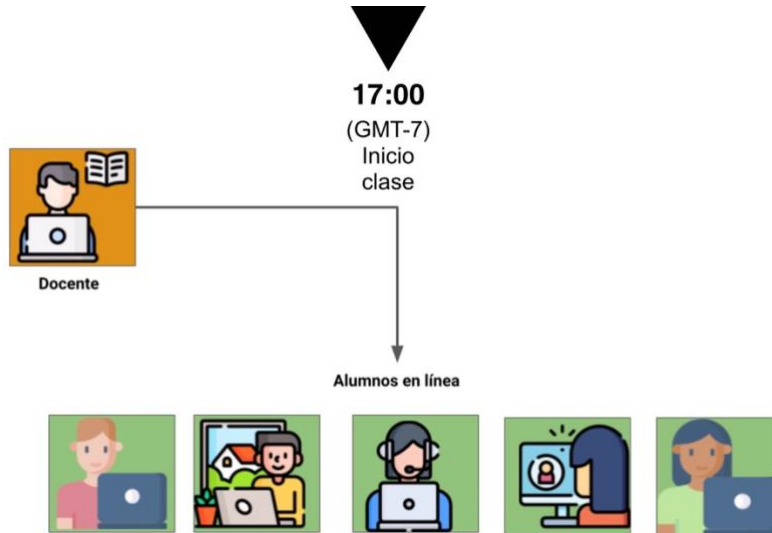 17:00
(GMT-7)
Inicio
clase
Docente
Alumnos en línea